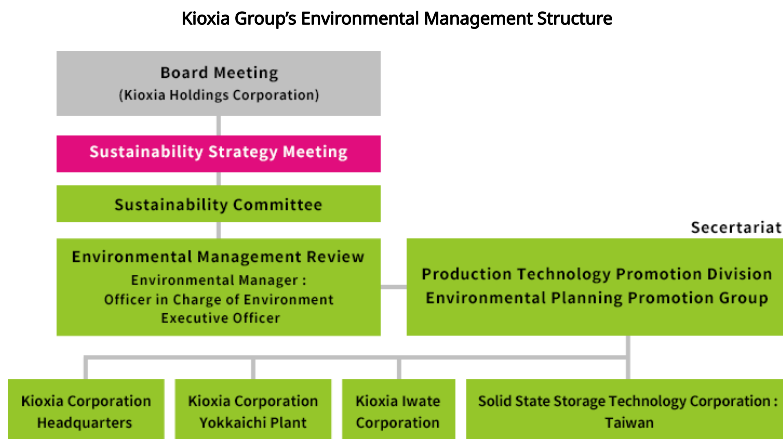 Kioxia Group’s Environmental Management Structure
Board Meeting
(Kioxia Holdings Corporation)
Sustainability Strategy Meeting
Sustainability Committee
Secertariat
Environmental Management Review
Environmental Manager :
Officer in Charge of Environment
Executive Officer
Production Technology Promotion Division
Environmental Planning Promotion Group
Kioxia Corporation
Headquarters
Kioxia Corporation
Yokkaichi Plant
Kioxia Iwate
Corporation
Solid State Storage Technology Corporation :
Taiwan